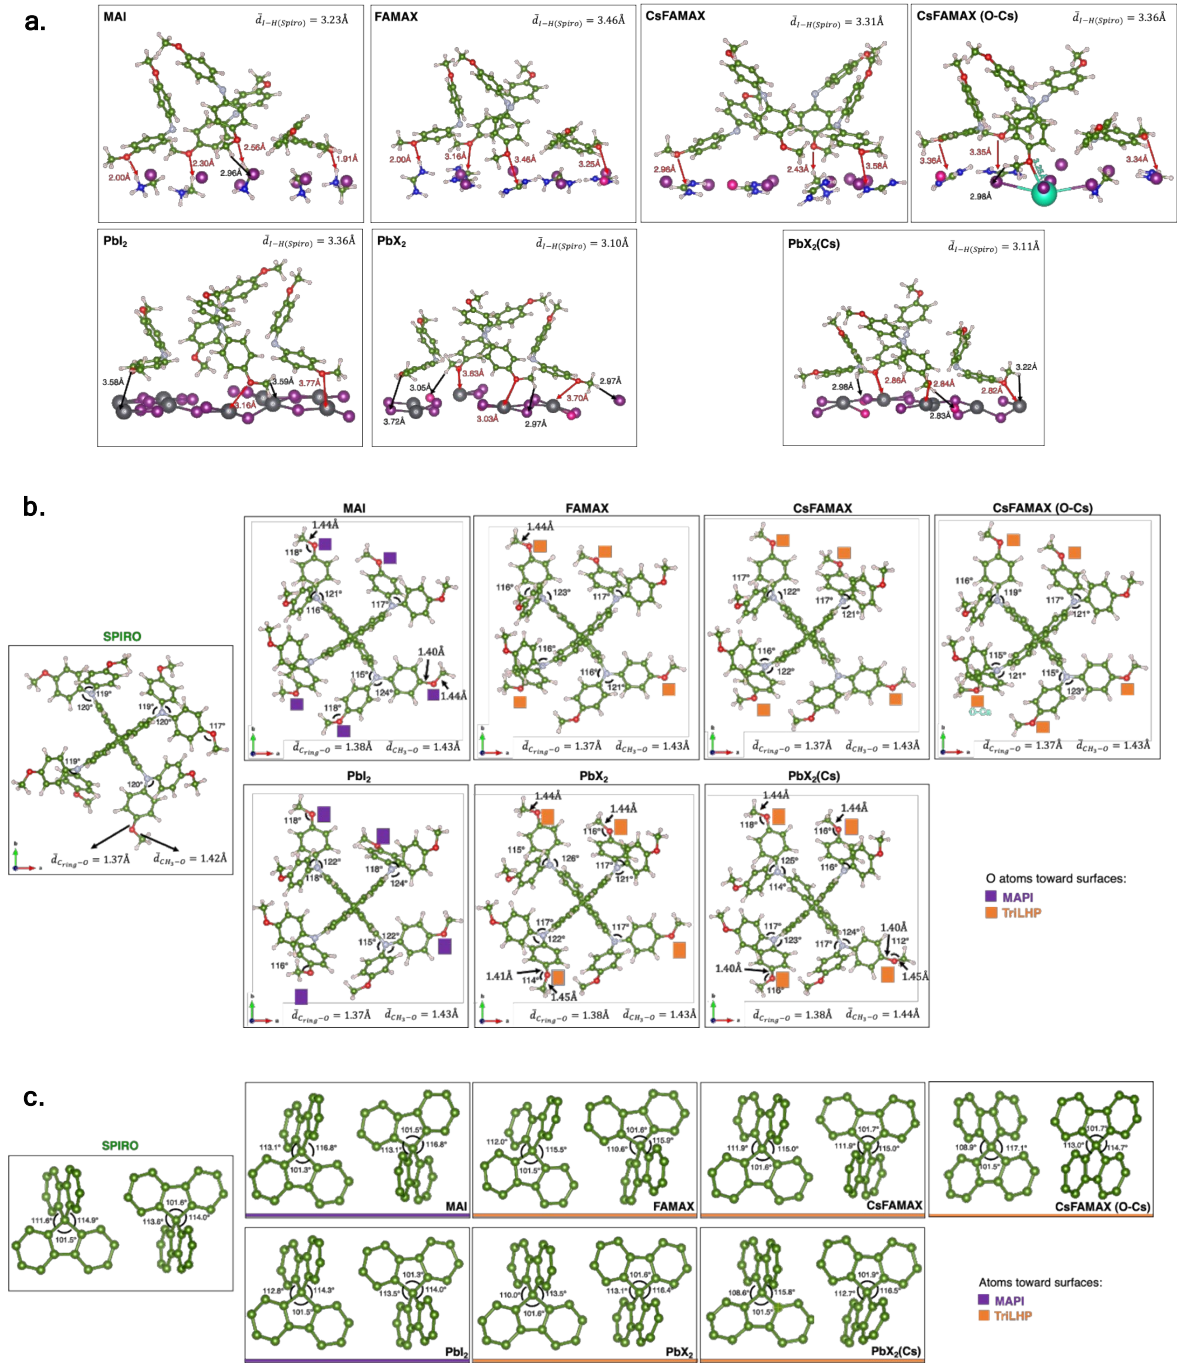 a.
MAI
d̄I−H(Spiro) = 3.23Å
2.00Å
2.30Å
2.56Å
2.96Å
1.91Å
FAMAX
d̄I−H(Spiro) = 3.46Å
2.00Å
3.16Å
3.46Å
3.25Å
CsFAMAX
d̄I−H(Spiro) = 3.31Å
2.96Å
2.43Å
3.58Å
CsFAMAX (O-Cs)
d̄I−H(Spiro) = 3.36Å
3.36Å
3.35Å
2.98Å
3.34Å
PbI2
d̄I−H(Spiro) = 3.36Å
3.58Å
3.16Å
3.59Å
3.77Å
PbX2
d̄I−H(Spiro) = 3.10Å
3.72Å
3.05Å
3.83Å
3.03Å
2.97Å
3.70Å
2.97Å
PbX2(Cs)
d̄I−H(Spiro) = 3.11Å
2.98Å
2.86Å
2.84Å
2.83Å
2.82Å
3.22Å
b.
SPIRO
119°
120°
119°
120°
117°
119°
120°
d̄Cring−O = 1.37Å d̄CH3−O = 1.42Å
MAI
1.44Å
118°
121°
116°
117°
1.40Å
115°
124°
1.44Å
118°
d̄Cring−O = 1.38Å d̄CH3−O = 1.43Å
FAMAX
1.44Å
116°
123°
117°
116°
116°
121°
d̄Cring−O = 1.37Å d̄CH3−O = 1.43Å
CsFAMAX
117°
122°
117°
121°
116°
122°
d̄Cring−O = 1.37Å d̄CH3−O = 1.43Å
CsFAMAX (O-Cs)
116°
119°
117°
121°
115°
121°
115°
123°
O-Cs
d̄Cring−O = 1.37Å d̄CH3−O = 1.43Å
PbI2
118°
122°
118°
118°
124°
122°
115°
116°
d̄Cring−O = 1.37Å d̄CH3−O = 1.43Å
PbX2
1.44Å
1.44Å
116°
115°
126°
117°
121°
117°
122°
117°
1.41Å
114°
1.45Å
d̄Cring−O = 1.38Å d̄CH3−O = 1.43Å
PbX2(Cs)
1.44Å
1.44Å
118°
116°
125°
114°
116°
117°
123°
124°
117°
1.40Å
112°
1.45Å
1.40Å
116°
d̄Cring−O = 1.38Å d̄CH3−O = 1.44Å
O atoms toward surfaces:
MAPI
TriLHP
c.
SPIRO
111.6°
114.9°
101.5°
101.6°
113.6°
114.0°
113.1°
116.8°
101.3°
101.5°
113.1°
116.8°
MAI
112.0°
115.5°
101.5°
101.6°
110.6°
115.9°
FAMAX
111.9°
115.0°
101.6°
101.7°
111.9°
115.0°
CsFAMAX
108.9°
117.1°
101.5°
101.7°
113.0°
114.7°
CsFAMAX (O-Cs)
112.8°
114.3°
101.5°
101.3°
113.5°
114.0°
PbI2
110.0°
113.5°
101.6°
101.6°
113.1°
116.4°
PbX2
108.6°
115.8°
101.5°
101.9°
112.7°
116.5°
PbX2(Cs)
Atoms toward surfaces:
MAPI
TriLHP